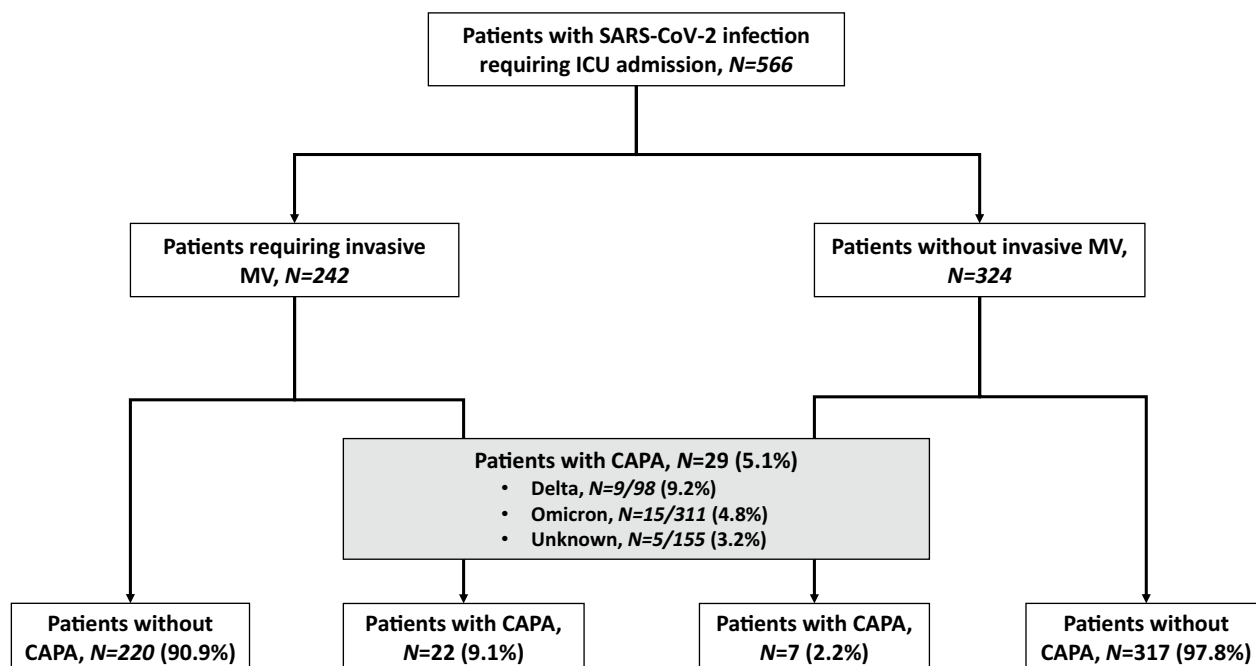 Patients with SARS-CoV-2 infection
requiring ICU admission, N=566
Patients requiring invasive
MV, N=242
Patients without invasive MV,
N=324
Patients with CAPA, N=29 (5.1%)
• Delta, N=9/98 (9.2%)
• Omicron, N=15/311 (4.8%)
• Unknown, N=5/155 (3.2%)
Patients without
CAPA, N=220 (90.9%)
Patients with CAPA,
N=22 (9.1%)
Patients with CAPA,
N=7 (2.2%)
Patients without
CAPA, N=317 (97.8%)